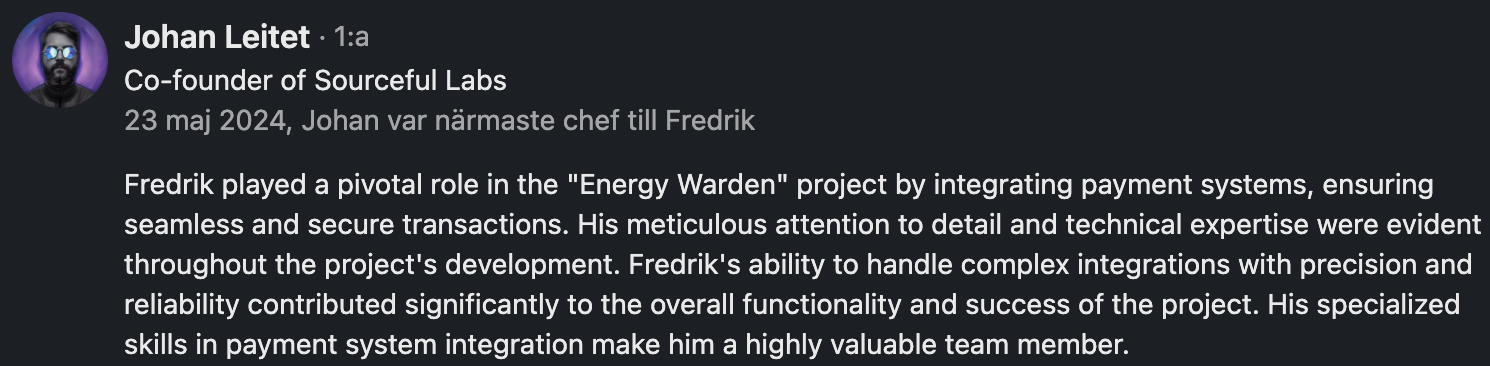 Johan Leitet · 1:a
Co-founder of Sourceful Labs
23 maj 2024, Johan var närmaste chef till Fredrik
Fredrik played a pivotal role in the "Energy Warden" project by integrating payment systems, ensuring
seamless and secure transactions. His meticulous attention to detail and technical expertise were evident
throughout the project's development. Fredrik's ability to handle complex integrations with precision and
reliability contributed significantly to the overall functionality and success of the project. His specialized
skills in payment system integration make him a highly valuable team member.